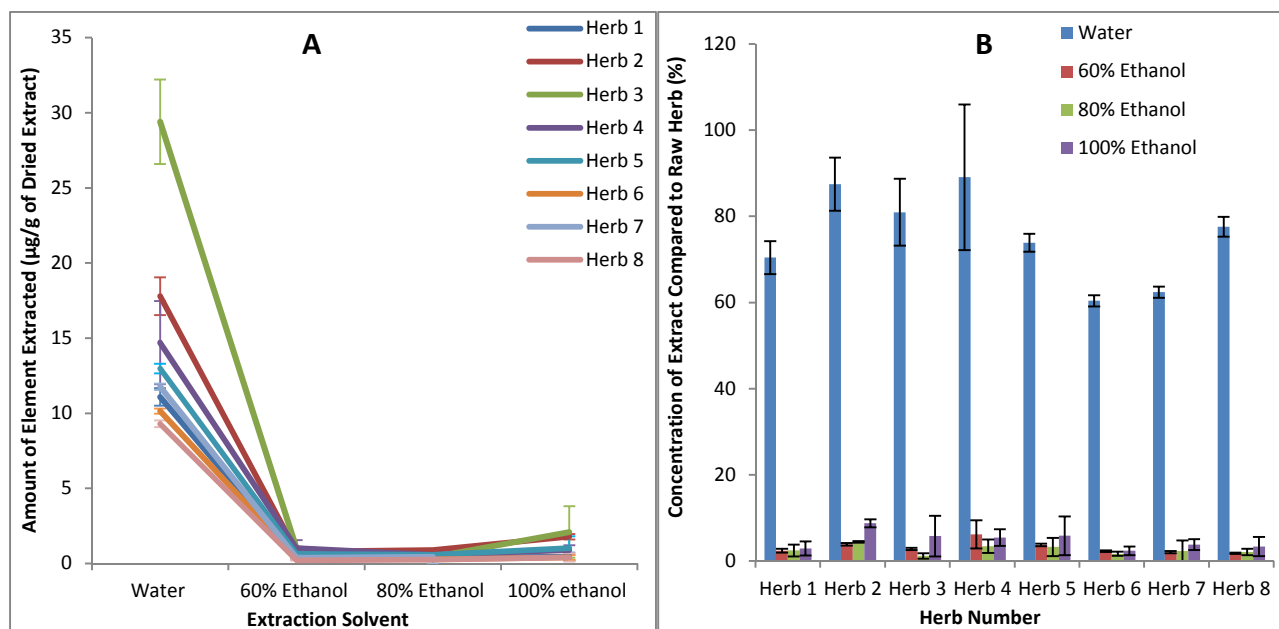 A
Amount of Element Extracted (µg/g of Dried Extract)
35
30
25
20
15
10
5
0
Water
60% Ethanol
80% Ethanol
100% ethanol
Extraction Solvent
Herb 1
Herb 2
Herb 3
Herb 4
Herb 5
Herb 6
Herb 7
Herb 8
B
Concentration of Extract Compared to Raw Herb (%)
120
100
80
60
40
20
0
Herb 1
Herb 2
Herb 3
Herb 4
Herb 5
Herb 6
Herb 7
Herb 8
Herb Number
Water
60% Ethanol
80% Ethanol
100% Ethanol